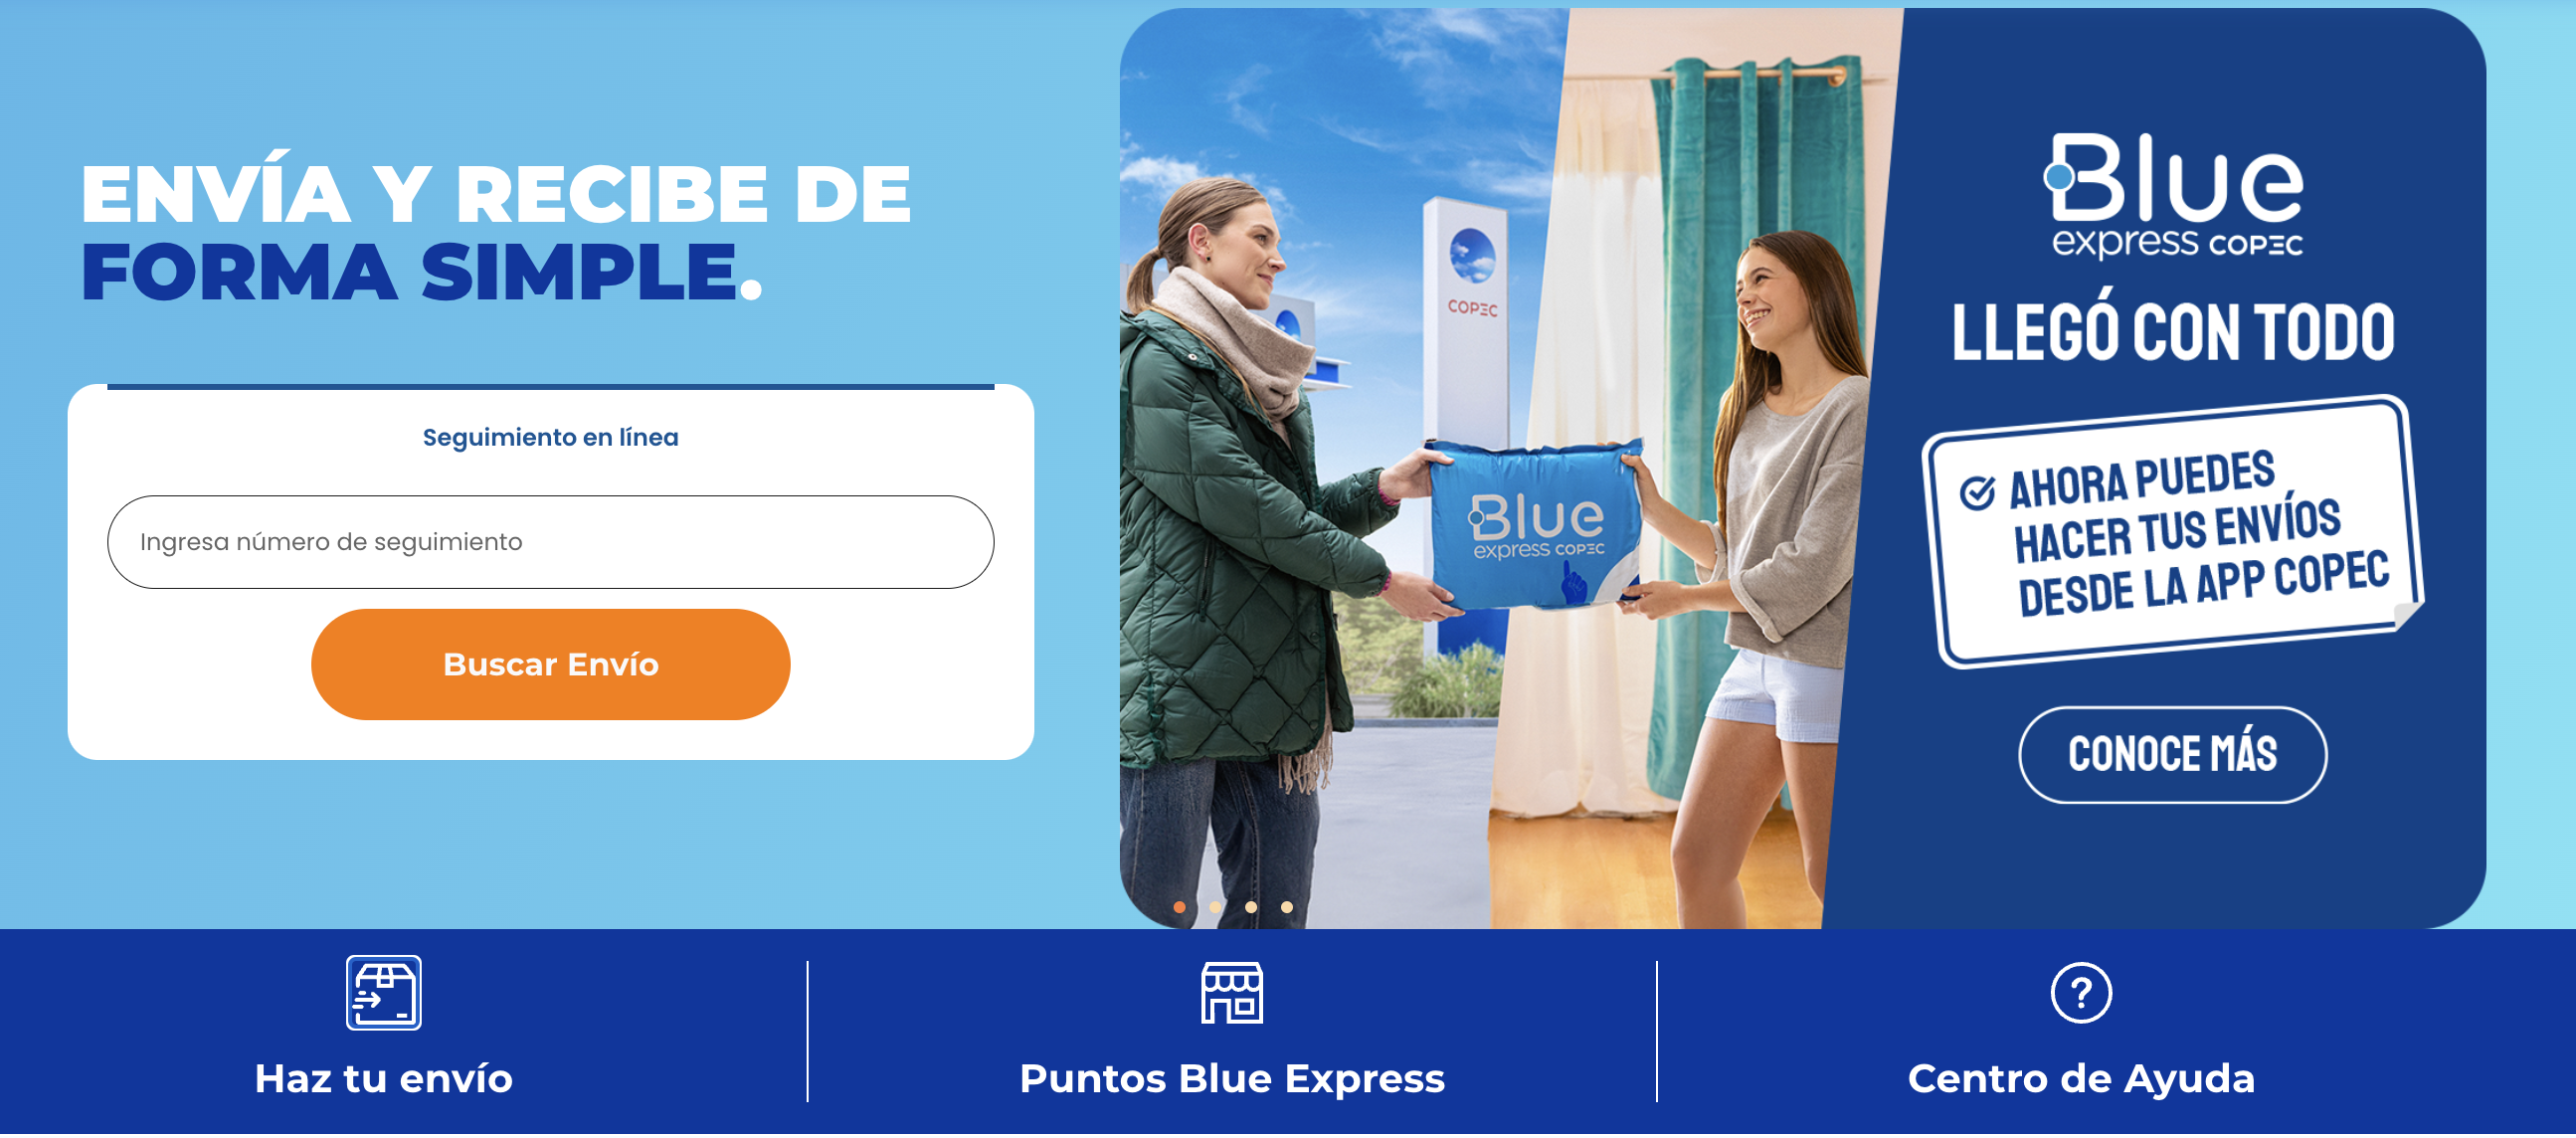 ENVÍA Y RECIBE DE
FORMA SIMPLE.
Seguimiento en línea
Ingresa número de seguimiento
Buscar Envío
COPEC
Blue
express COPEC
Blue
express COPEC
LLEGÓ CON TODO
AHORA PUEDES
HACER TUS ENVÍOS
DESDE LA APP COPEC
CONOCE MÁS
Haz tu envío
Puntos Blue Express
Centro de Ayuda